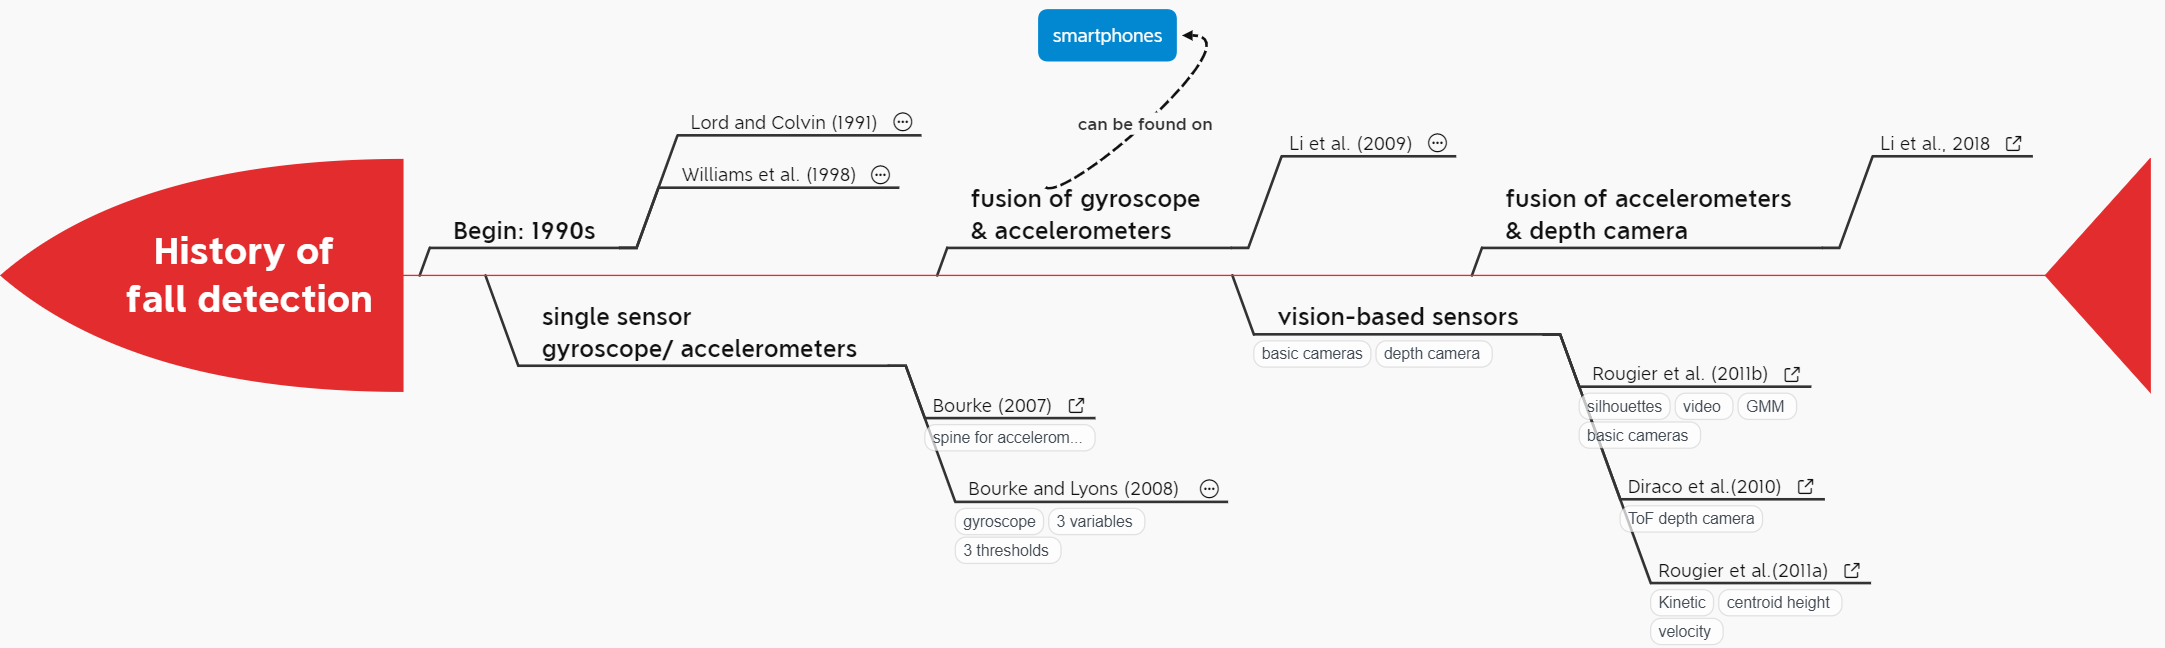 smartphones
can be found on
History of
fall detection
Begin: 1990s
Lord and Colvin (1991)
Williams et al. (1998)
single sensor
gyroscope/ accelerometers
Bourke (2007)
spine for accelerom...
Bourke and Lyons (2008)
gyroscope
3 variables
3 thresholds
fusion of gyroscope
& accelerometers
Li et al. (2009)
vision-based sensors
basic cameras
depth camera
Rougier et al. (2011b)
silhouettes
video
GMM
basic cameras
Diraco et al.(2010)
ToF depth camera
Rougier et al.(2011a)
Kinetic
centroid height
velocity
fusion of accelerometers
& depth camera
Li et al., 2018